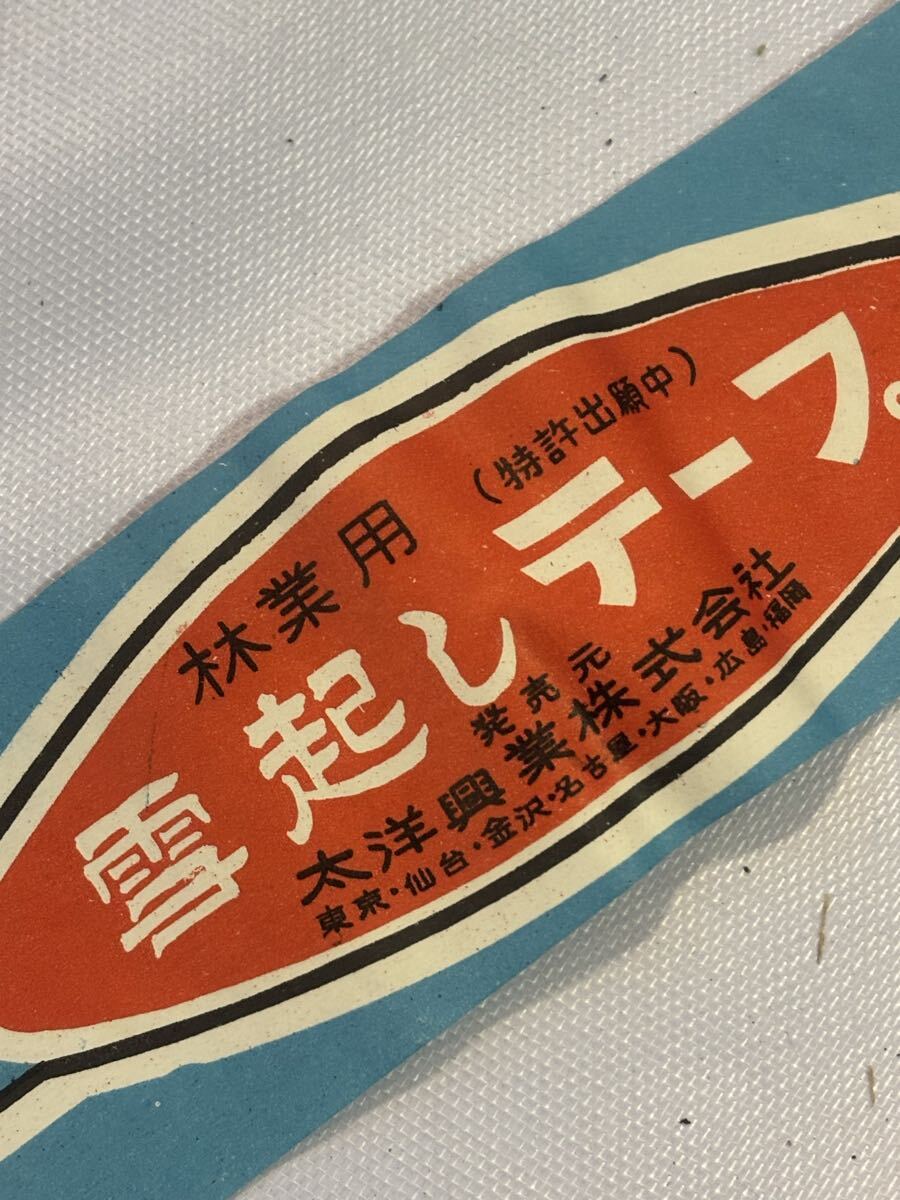 林業用 (特許出願中)
雪起しテープ
発売元
太洋興業株式会社
東京・仙台・金沢・名古屋・大阪・広島・福岡